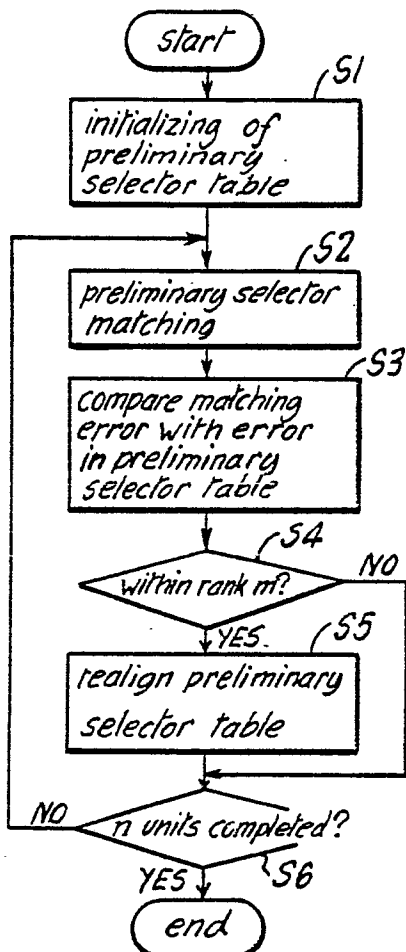 start
S1
initializing of
preliminary
selector table
S2
preliminary selector
matching
S3
compare matching
error with error
in preliminary
selector table
S4
within rank m?
NO
YES.
S5
realign preliminary
selector table
NO
n units completed?
YES
S6
end